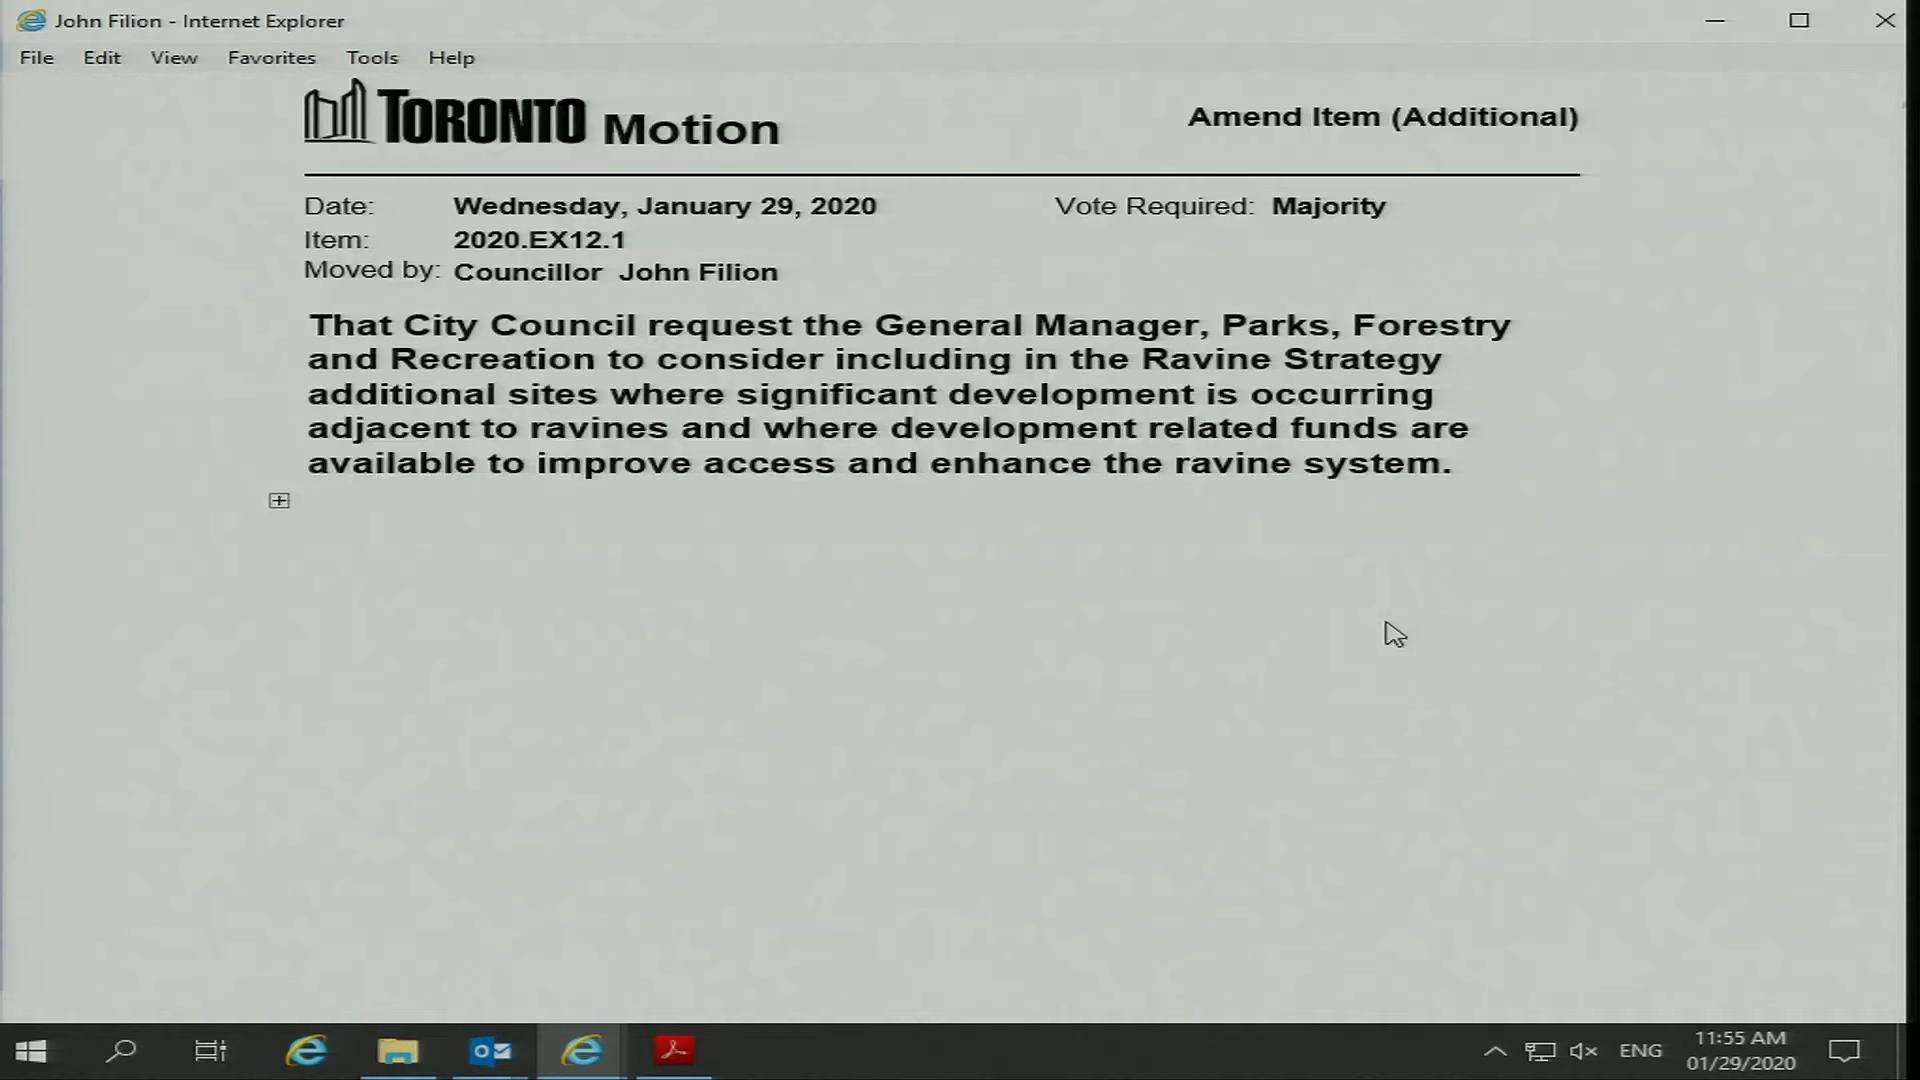 John Filion - Internet Explorer
File Edit View Favorites Tools Help
TORONTO Motion
Amend Item (Additional)
Date: Wednesday, January 29, 2020 Vote Required: Majority
Item: 2020.EX12.1
Moved by: Councillor John Filion
That City Council request the General Manager, Parks, Forestry
and Recreation to consider including in the Ravine Strategy
additional sites where significant development is occurring
adjacent to ravines and where development related funds are
available to improve access and enhance the ravine system.
ENG
11:55 AM
01/29/2020